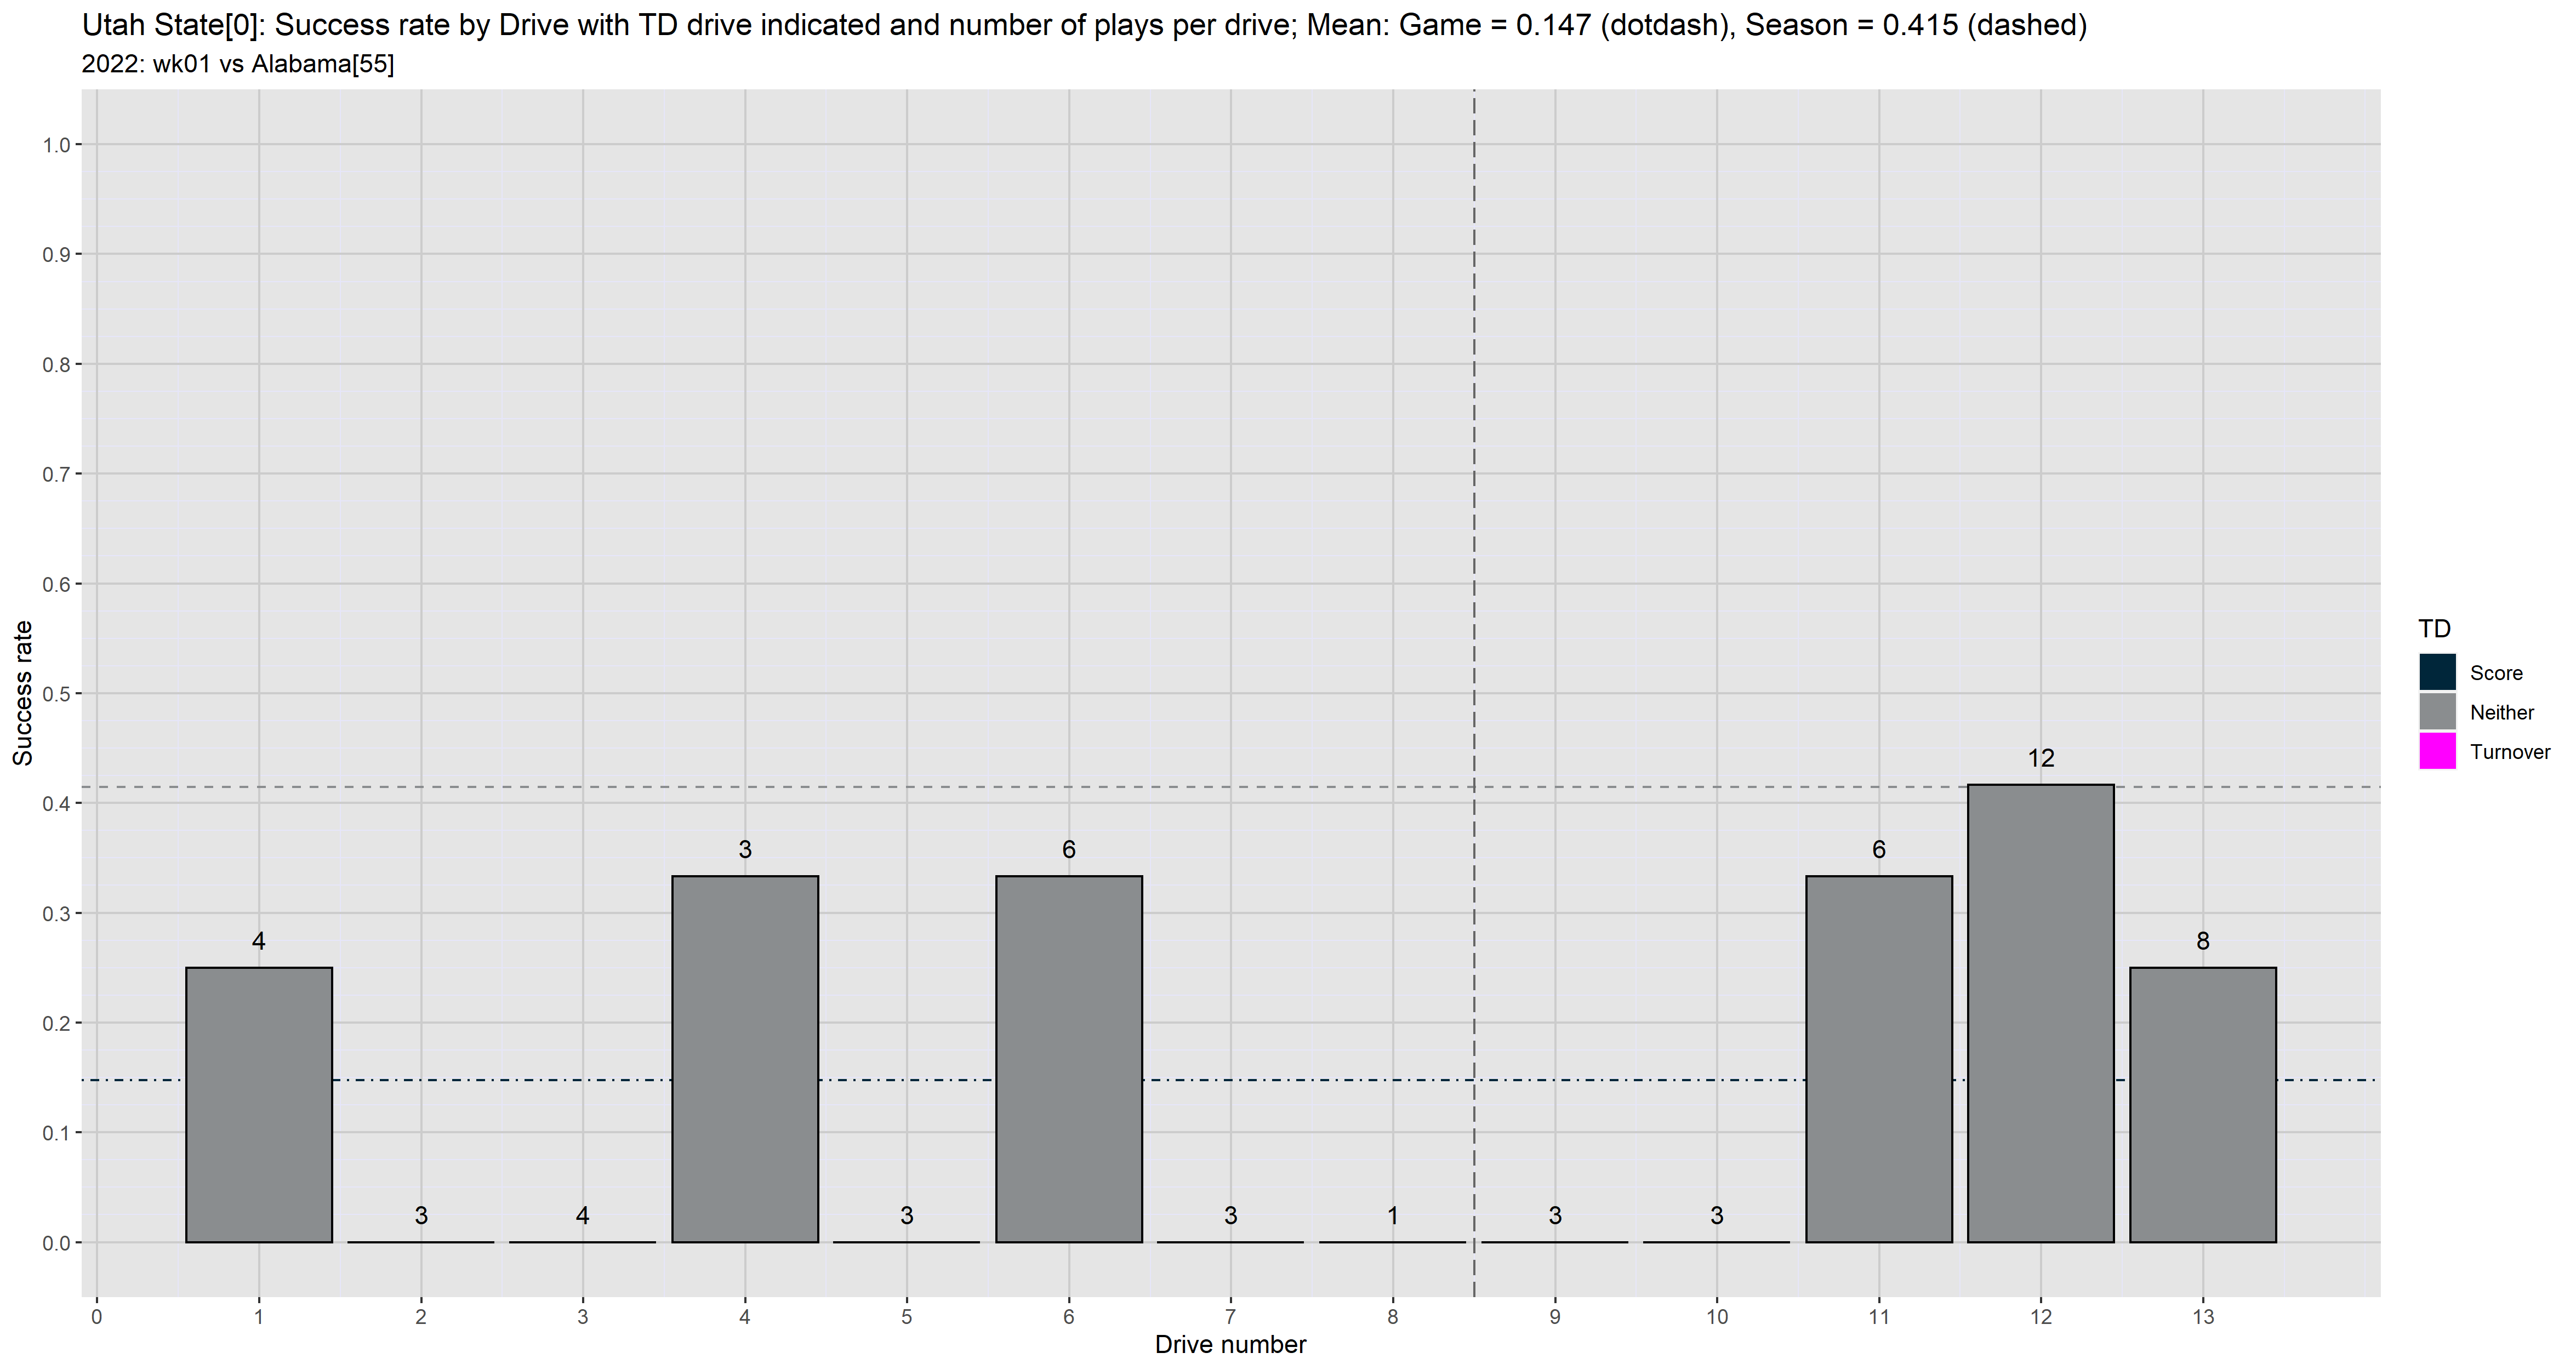 Utah State[0]: Success rate by Drive with TD drive indicated and number of plays per drive; Mean: Game = 0.147 (dotdash), Season = 0.415 (dashed)
2022: wk01 vs Alabama[55]
Success rate
1.0
0.9
0.8
0.7
0.6
0.5
0.4
0.3
0.2
0.1
0.0
4
3
4
3
3
6
3
1
3
3
6
12
8
0 1 2 3 4 5 6 7 8 9 10 11 12 13
Drive number
TD
Score
Neither
Turnover